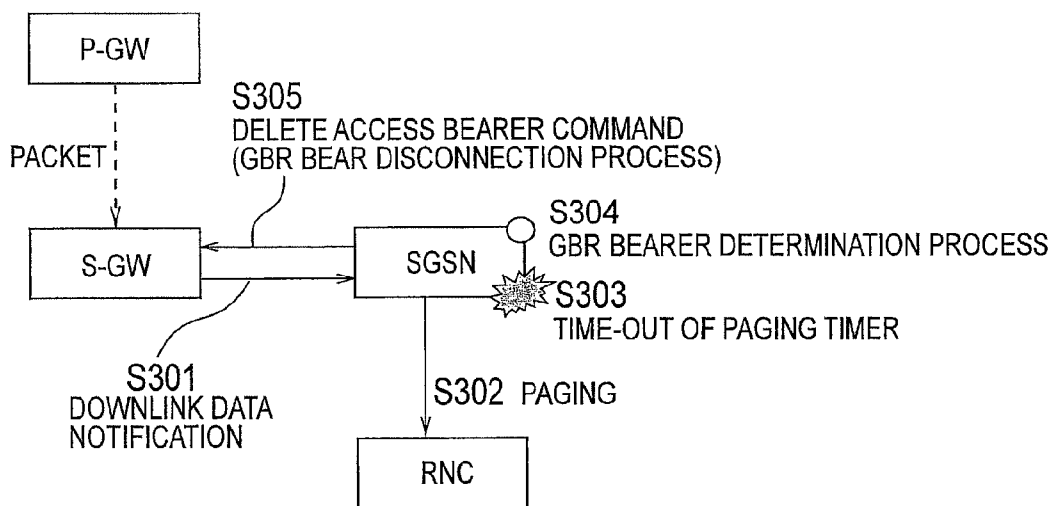 P-GW
PACKET
S305
DELETE ACCESS BEARER COMMAND
(GBR BEAR DISCONNECTION PROCESS)
S-GW
SGSN
S304
GBR BEARER DETERMINATION PROCESS
S303
TIME-OUT OF PAGING TIMER
S301
DOWNLINK DATA
NOTIFICATION
S302 PAGING
RNC